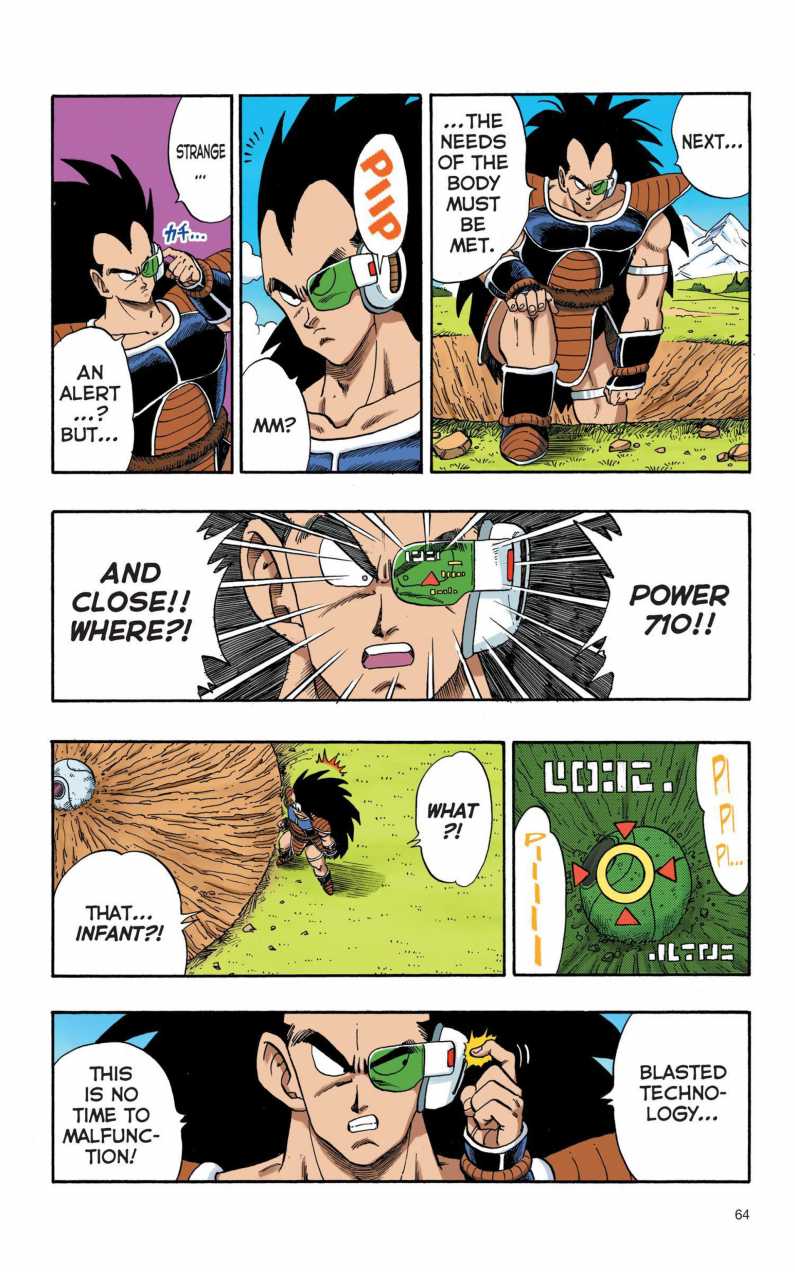 NEXT...
...THE
NEEDS
OF THE
BODY
MUST
BE
MET.
PIIP
MM?
STRANGE
...
カチ...
AN
ALERT
...?
BUT...
POWER
710!!
AND
CLOSE!!
WHERE?!
PI
PI
PI...
PIIIII
WHAT
?!
THAT...
INFANT?!
BLASTED
TECHNO-
LOGY...
THIS
IS NO
TIME TO
MALFUNC-
TION!
64